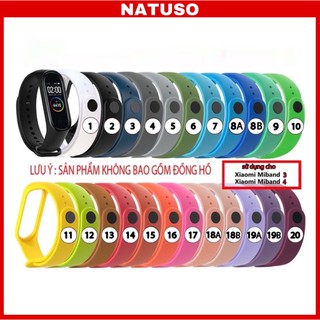 NATUSO
1 2 3 4 5 6 7 8A 8B 9 10
LƯU Ý : SẢN PHẨM KHÔNG BAO GỒM ĐỒNG HỒ
sử dụng cho
Xiaomi Miband 3
Xiaomi Miband 4
11 12 13 14 15 16 17 18A 18B 19A 19B 20